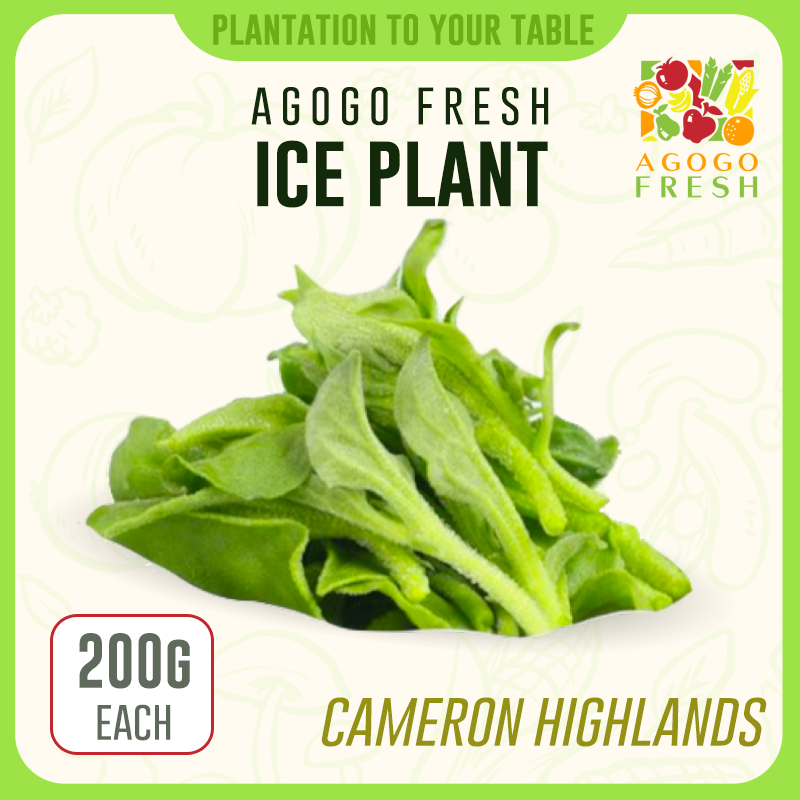 PLANTATION TO YOUR TABLE
AGOGO FRESH
ICE PLANT
AGOGO
FRESH
200G
EACH
CAMERON HIGHLANDS